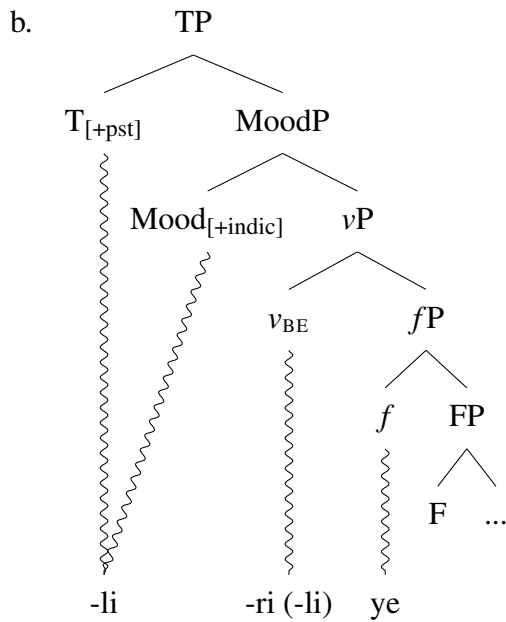 b. TP
T[+pst] MoodP
Mood[+indic] vP
vBE fP
f FP
F ...
-li -ri (-li) ye